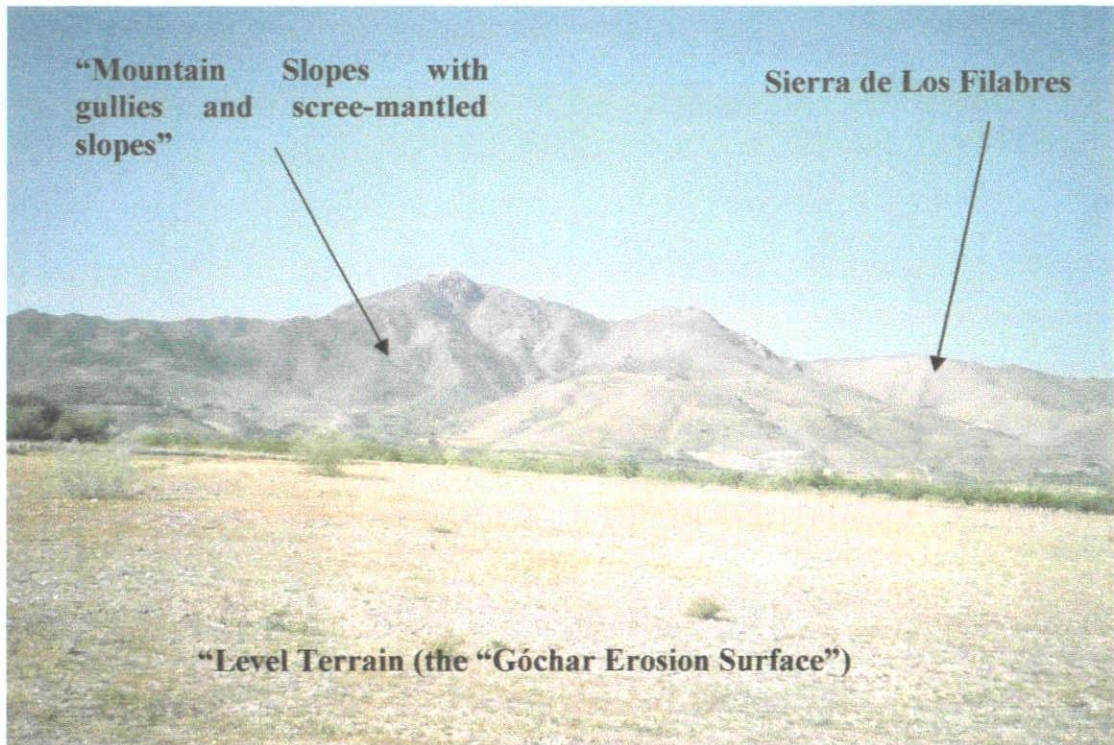 “Mountain Slopes with
gullies and scree-mantled
slopes”
Sierra de Los Filabres
“Level Terrain (the “Góchar Erosion Surface”)